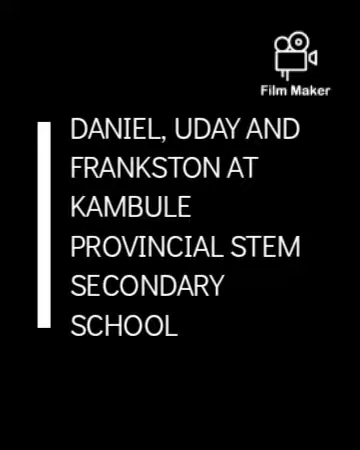 Film Maker
DANIEL, UDAY AND
FRANKSTON AT
KAMBULE
PROVINCIAL STEM
SECONDARY
SCHOOL